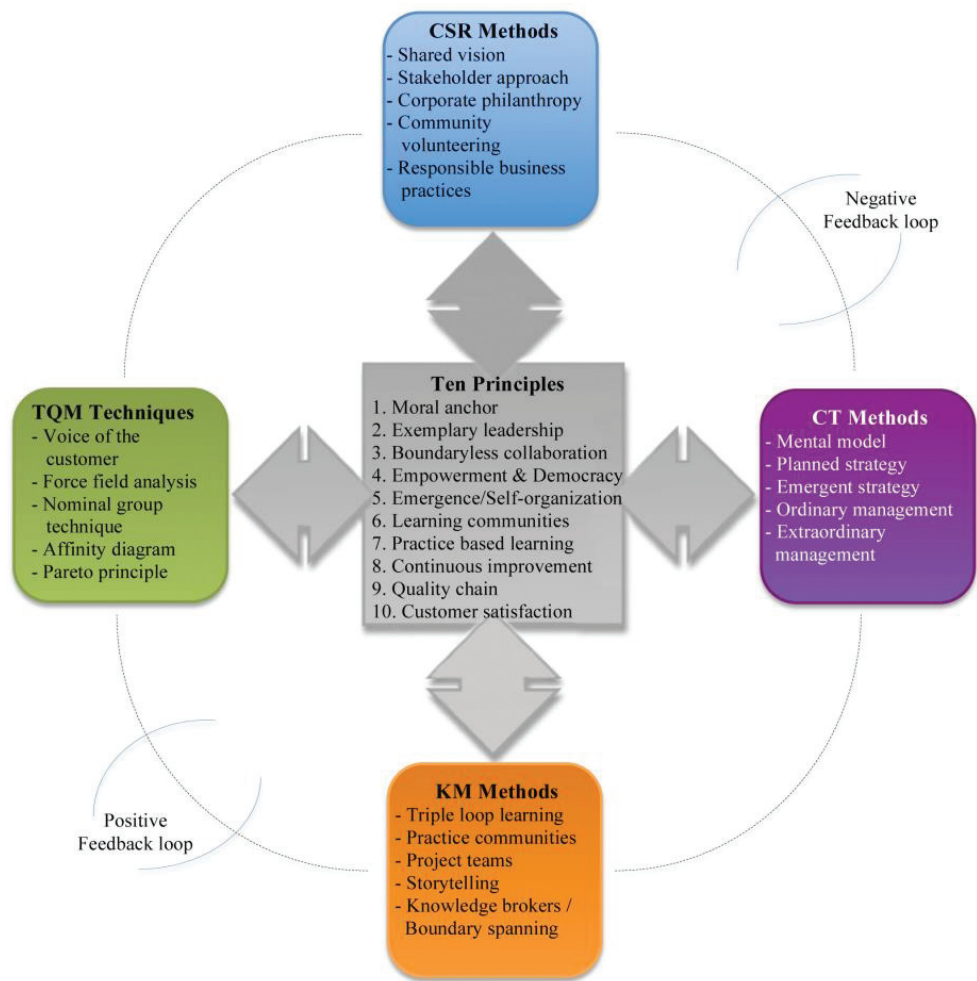 CSR Methods
- Shared vision
- Stakeholder approach
- Corporate philanthropy
- Community
volunteering
- Responsible business
practices
Negative
Feedback loop
TQM Techniques
- Voice of the
customer
- Force field analysis
- Nominal group
technique
- Affinity diagram
- Pareto principle
Ten Principles
1. Moral anchor
2. Exemplary leadership
3. Boundaryless collaboration
4. Empowerment & Democracy
5. Emergence/Self-organization
6. Learning communities
7. Practice based learning
8. Continuous improvement
9. Quality chain
10. Customer satisfaction
CT Methods
- Mental model
- Planned strategy
- Emergent strategy
- Ordinary management
- Extraordinary
management
Positive
Feedback loop
KM Methods
- Triple loop learning
- Practice communities
- Project teams
- Storytelling
- Knowledge brokers /
Boundary spanning